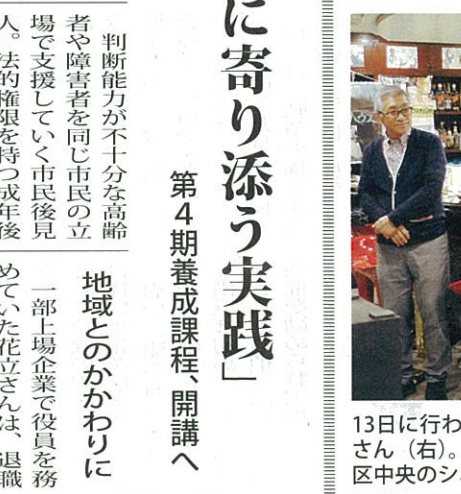 に寄り添う実践」
第4期養成課程、開講へ
判断能力が不十分な高齢
者や障害者を同じ市民の立
場で支援していく市民後見
人。法的権限を持つ成年後
地域とのかかわりに
一部上場企業で役員を務
めていた花立さんは、退職
13日に行わ
さん(右)。
区中央のシ